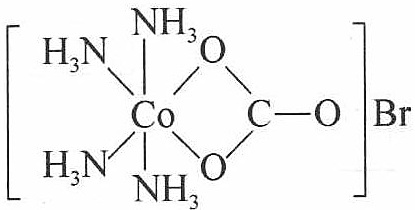 NH₃
H₃N O
[ Co C—O ] Br
H₃N O
NH₃